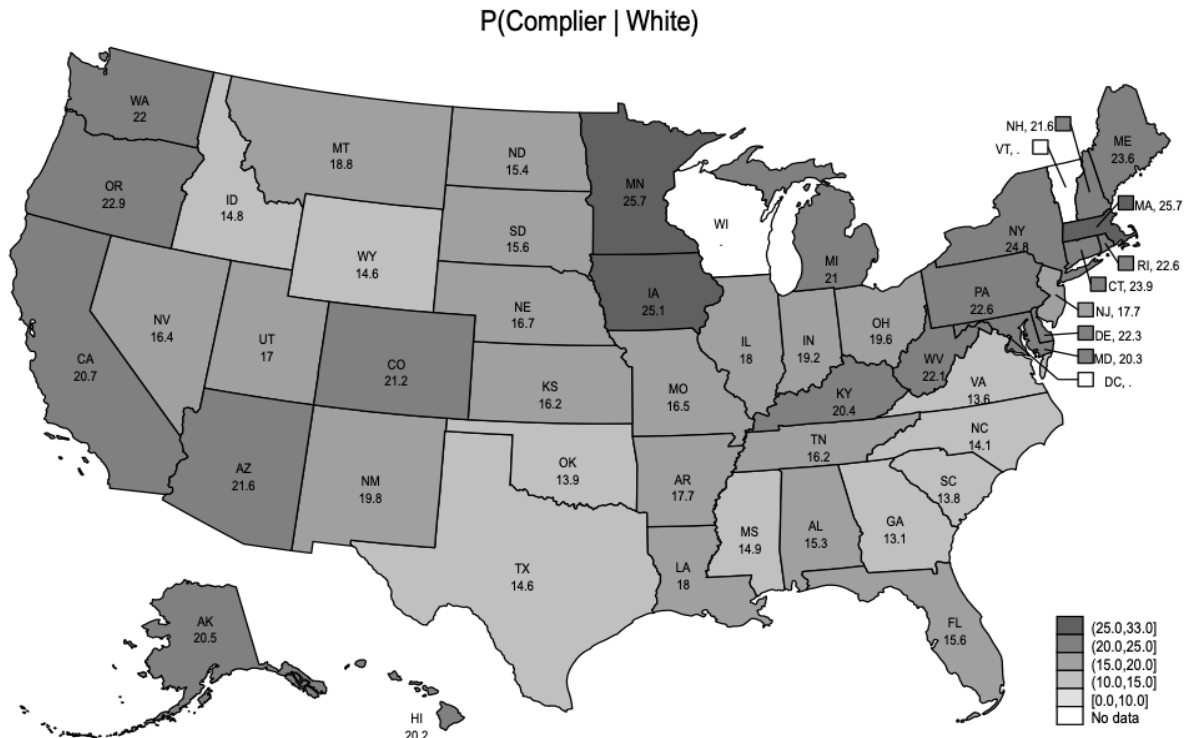 P(Complier | White)
WA
22
OR
22.9
CA
20.7
NV
16.4
ID
14.8
MT
18.8
WY
14.6
UT
17
CO
21.2
AZ
21.6
NM
19.8
ND
15.4
SD
15.6
NE
16.7
KS
16.2
OK
13.9
TX
14.6
MN
25.7
IA
25.1
MO
16.5
AR
17.7
LA
18
WI
.
IL
18
MI
21
IN
19.2
OH
19.6
KY
20.4
TN
16.2
MS
14.9
AL
15.3
GA
13.1
FL
15.6
SC
13.8
NC
14.1
VA
13.6
WV
22.1
PA
22.6
NY
24.8
ME
23.6
NH, 21.6
VT, .
MA, 25.7
RI, 22.6
CT, 23.9
NJ, 17.7
DE, 22.3
MD, 20.3
DC, .
AK
20.5
HI
20.2
(25.0,33.0]
(20.0,25.0]
(15.0,20.0]
(10.0,15.0]
[0.0,10.0]
No data